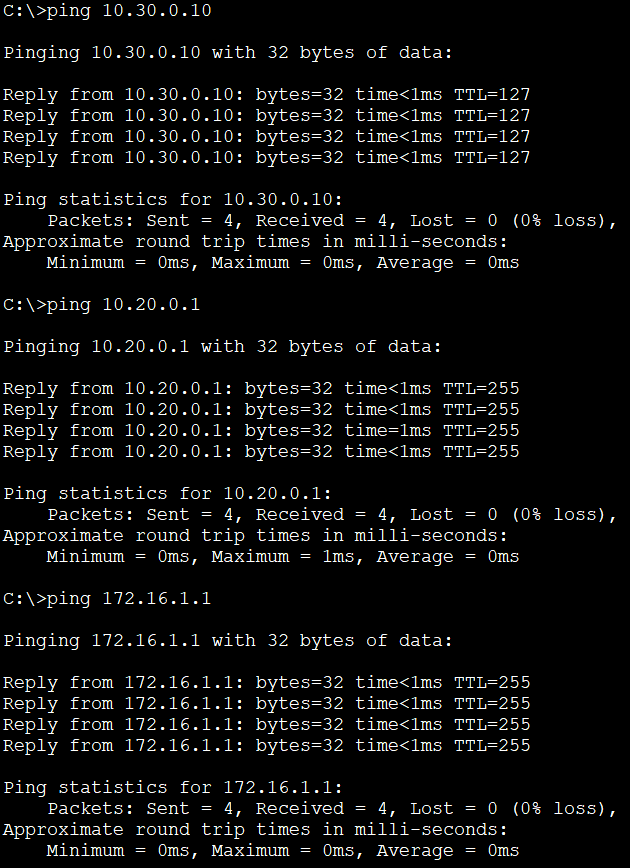 C:\>ping 10.30.0.10
Pinging 10.30.0.10 with 32 bytes of data:
Reply from 10.30.0.10: bytes=32 time<1ms TTL=127
Reply from 10.30.0.10: bytes=32 time<1ms TTL=127
Reply from 10.30.0.10: bytes=32 time<1ms TTL=127
Reply from 10.30.0.10: bytes=32 time<1ms TTL=127
Ping statistics for 10.30.0.10:
    Packets: Sent = 4, Received = 4, Lost = 0 (0% loss),
Approximate round trip times in milli-seconds:
    Minimum = 0ms, Maximum = 0ms, Average = 0ms
C:\>ping 10.20.0.1
Pinging 10.20.0.1 with 32 bytes of data:
Reply from 10.20.0.1: bytes=32 time<1ms TTL=255
Reply from 10.20.0.1: bytes=32 time<1ms TTL=255
Reply from 10.20.0.1: bytes=32 time=1ms TTL=255
Reply from 10.20.0.1: bytes=32 time<1ms TTL=255
Ping statistics for 10.20.0.1:
    Packets: Sent = 4, Received = 4, Lost = 0 (0% loss),
Approximate round trip times in milli-seconds:
    Minimum = 0ms, Maximum = 1ms, Average = 0ms
C:\>ping 172.16.1.1
Pinging 172.16.1.1 with 32 bytes of data:
Reply from 172.16.1.1: bytes=32 time<1ms TTL=255
Reply from 172.16.1.1: bytes=32 time<1ms TTL=255
Reply from 172.16.1.1: bytes=32 time<1ms TTL=255
Reply from 172.16.1.1: bytes=32 time<1ms TTL=255
Ping statistics for 172.16.1.1:
    Packets: Sent = 4, Received = 4, Lost = 0 (0% loss),
Approximate round trip times in milli-seconds:
    Minimum = 0ms, Maximum = 0ms, Average = 0ms